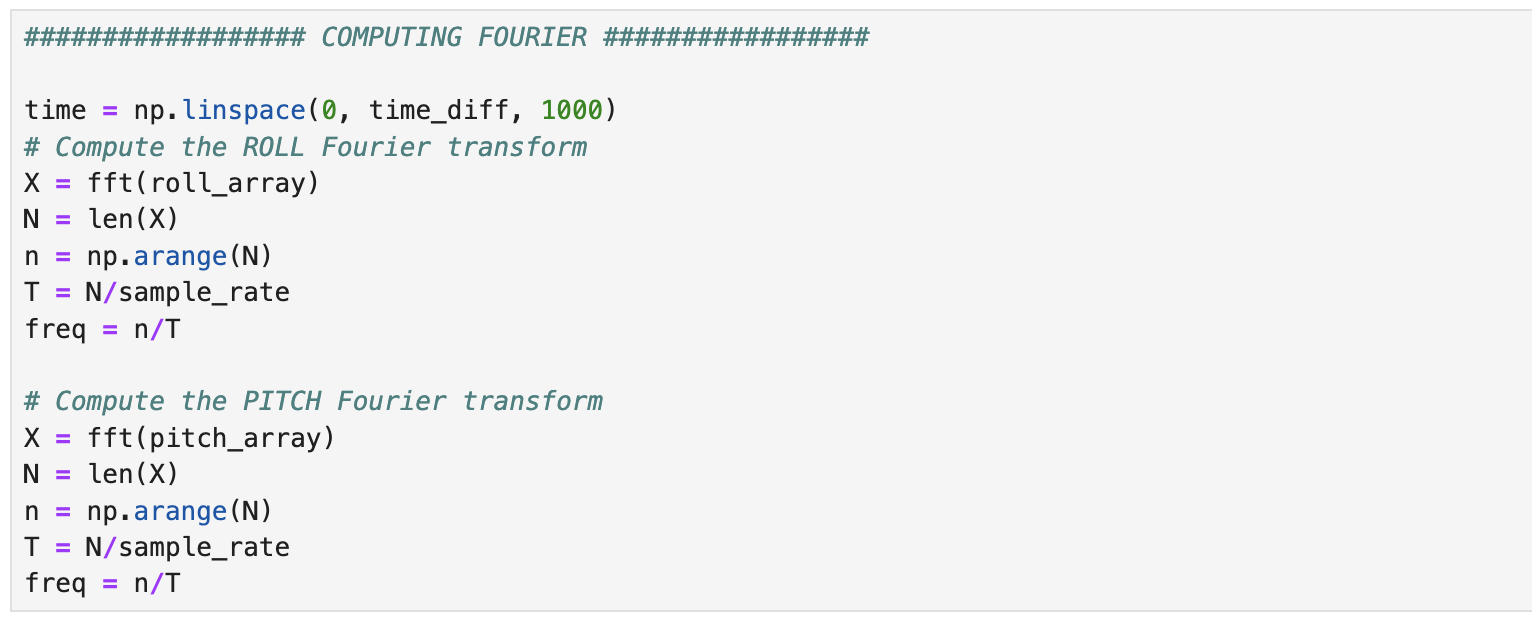 ################## COMPUTING FOURIER #################
time = np.linspace(0, time_diff, 1000)
# Compute the ROLL Fourier transform
X = fft(roll_array)
N = len(X)
n = np.arange(N)
T = N/sample_rate
freq = n/T
# Compute the PITCH Fourier transform
X = fft(pitch_array)
N = len(X)
n = np.arange(N)
T = N/sample_rate
freq = n/T